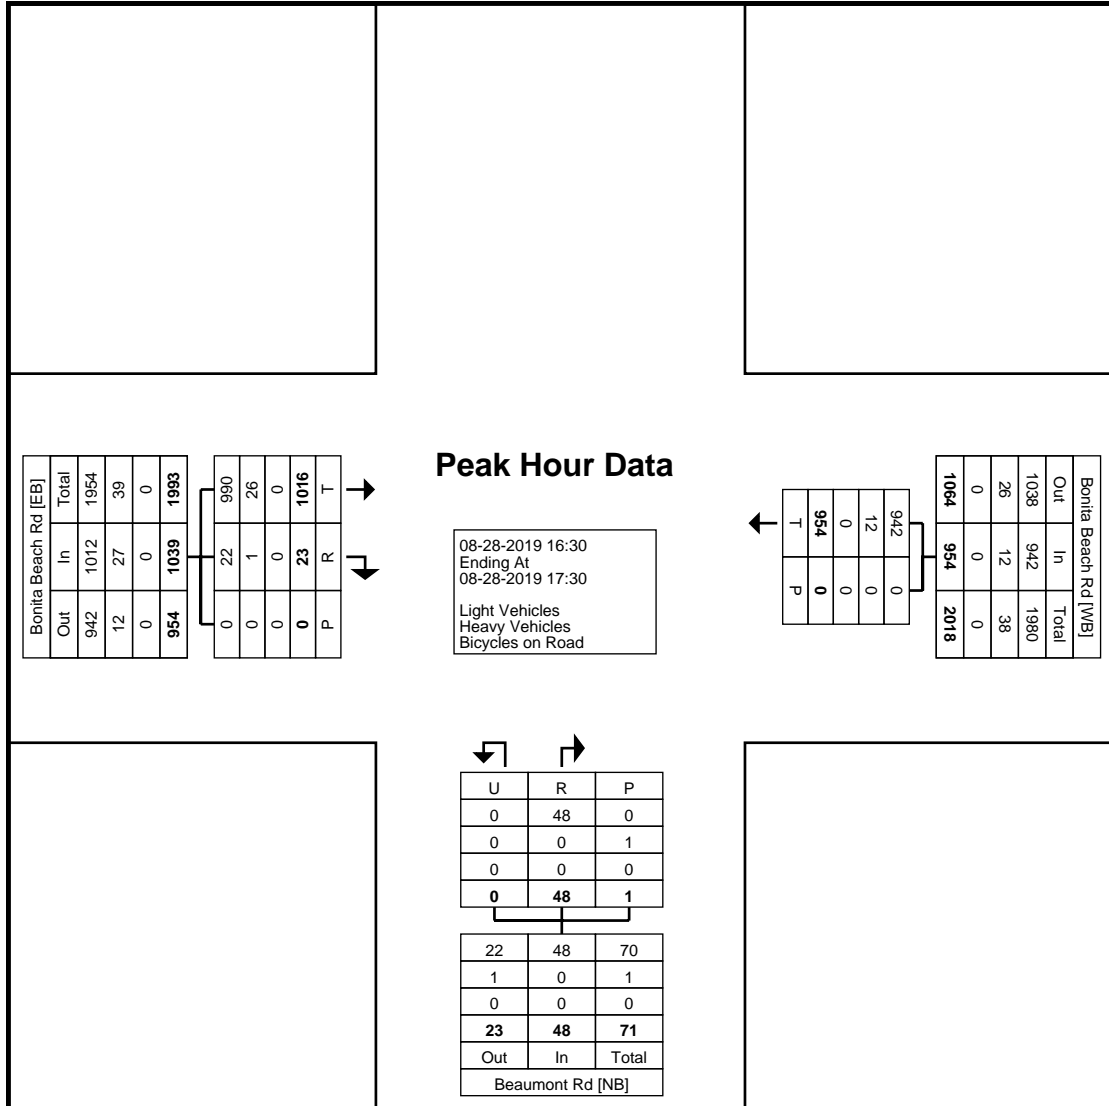 Peak Hour Data
08-28-2019 16:30
Ending At
08-28-2019 17:30
Light Vehicles
Heavy Vehicles
Bicycles on Road
Bonita Beach Rd [EB]
Total In Out
1954 1012 942
39 27 12
0 0 0
1993 1039 954
990 22 0
26 1 0
0 0 0
1016 23 0
T R P
Bonita Beach Rd [WB]
Out In Total
1038 942 1980
26 12 38
0 0 0
1064 954 2018
942 0
12 0
0 0
954 0
T P
U R P
0 48 0
0 0 1
0 0 0
0 48 1
22 48 70
1 0 1
0 0 0
23 48 71
Out In Total
Beaumont Rd [NB]